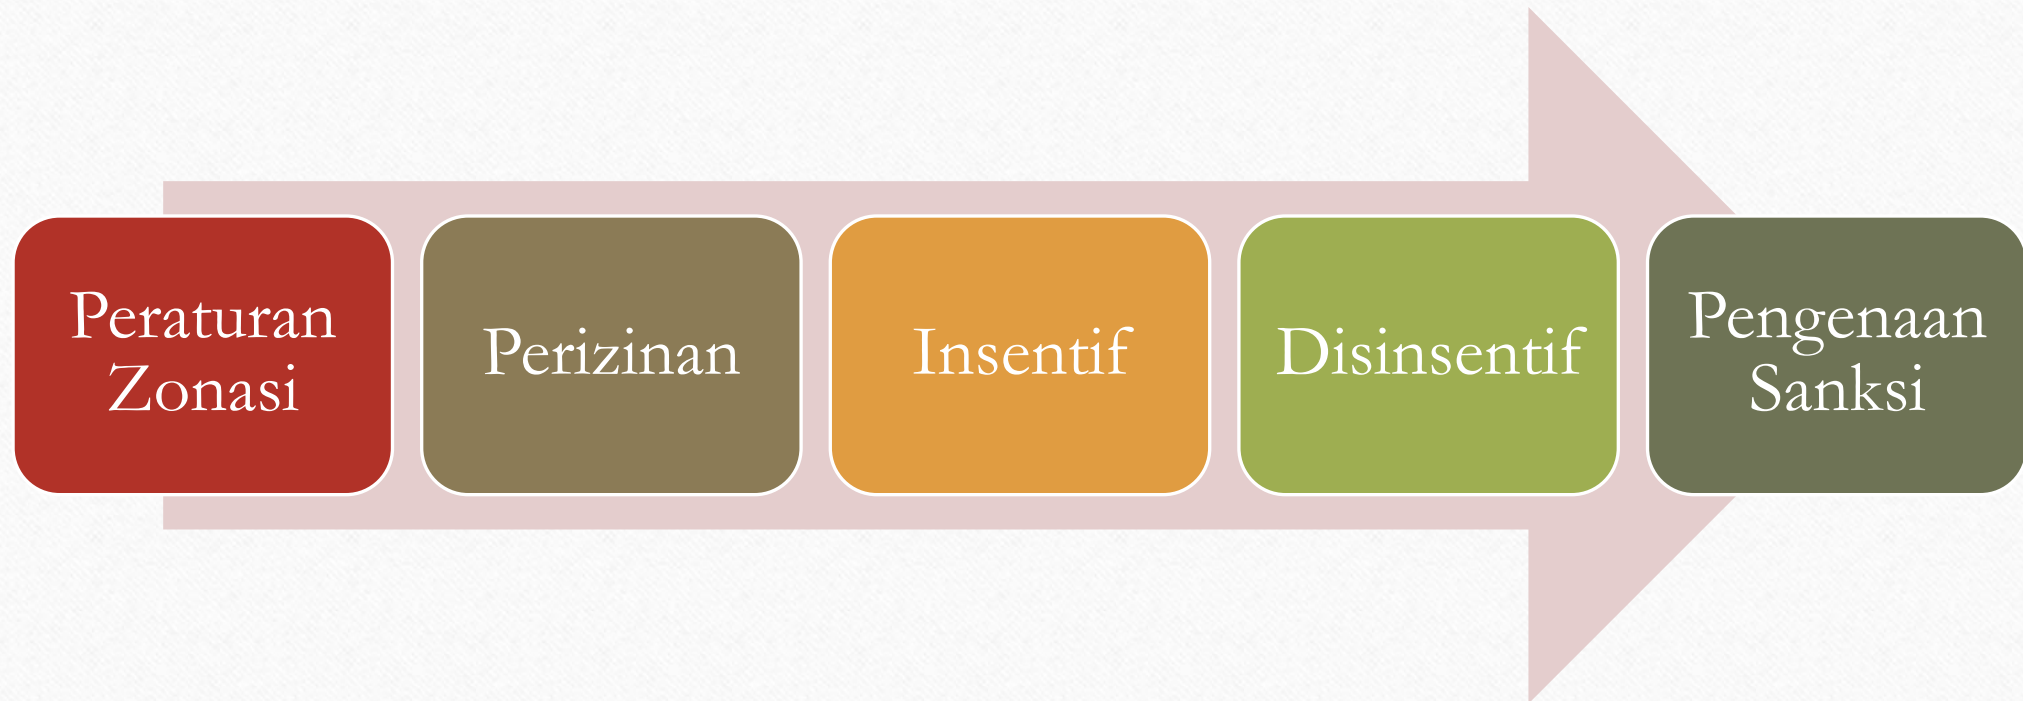 Peraturan
Zonasi
Perizinan
Insentif
Disinsentif
Pengenaan
Sanksi